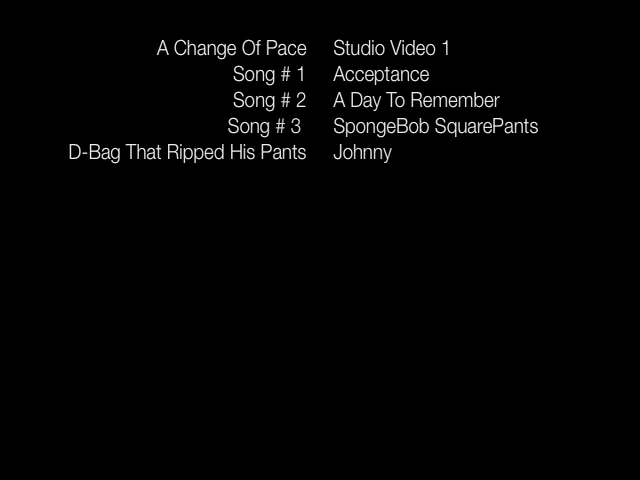 A Change Of Pace Studio Video 1
Song # 1 Acceptance
Song # 2 A Day To Remember
Song # 3 SpongeBob SquarePants
D-Bag That Ripped His Pants Johnny